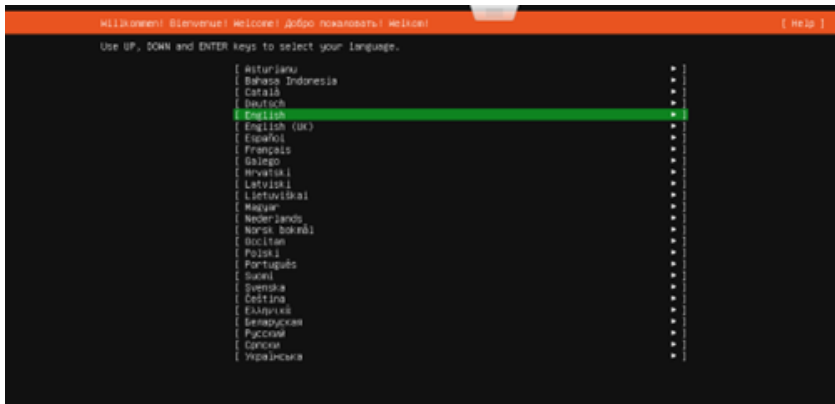 Willkommen! Bienvenue! Welcome! Добро пожаловать! Welkom!
[ Help ]
Use UP, DOWN and ENTER keys to select your language.
[ Asturianu ► ]
[ Bahasa Indonesia ► ]
[ Català ► ]
[ Deutsch ► ]
[ English ► ]
[ English (UK) ► ]
[ Español ► ]
[ Français ► ]
[ Galego ► ]
[ Hrvatski ► ]
[ Latviski ► ]
[ Lietuviškai ► ]
[ Magyar ► ]
[ Nederlands ► ]
[ Norsk bokmål ► ]
[ Occitan ► ]
[ Polski ► ]
[ Português ► ]
[ Suomi ► ]
[ Svenska ► ]
[ Čeština ► ]
[ Ελληνικά ► ]
[ Беларуская ► ]
[ Русский ► ]
[ Српски ► ]
[ Українська ► ]